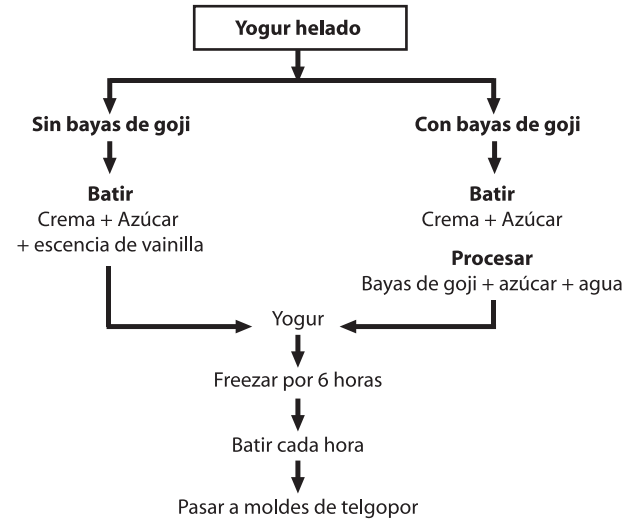 Yogur helado
Sin bayas de goji
Con bayas de goji
Batir
Crema + Azúcar
+ escencia de vainilla
Batir
Crema + Azúcar
Procesar
Bayas de goji + azúcar + agua
Yogur
Freezar por 6 horas
Batir cada hora
Pasar a moldes de telgopor